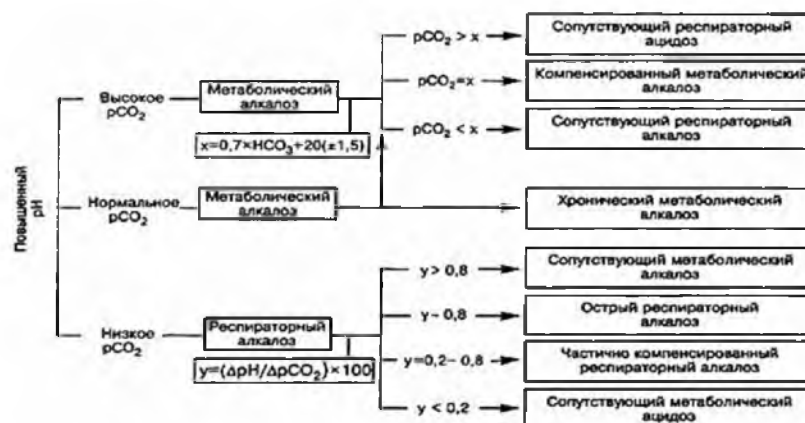 Повышенный
pH
Высокое
pCO₂
Метаболический
алкалоз
x=0,7×HCO₃+20(±1,5)
pCO₂ > x
Сопутствующий респираторный
ацидоз
pCO₂=x
Компенсированный метаболический
алкалоз
pCO₂ < x
Сопутствующий респираторный
алкалоз
Нормальное
pCO₂
Метаболический
алкалоз
Хронический метаболический
алкалоз
Низкое
pCO₂
Респираторный
алкалоз
y=(ΔpH/ΔpCO₂)×100
y > 0,8
Сопутствующий метаболический
алкалоз
y~0,8
Острый респираторный
алкалоз
y=0,2–0,8
Частично компенсированный
респираторный алкалоз
y < 0,2
Сопутствующий метаболический
ацидоз